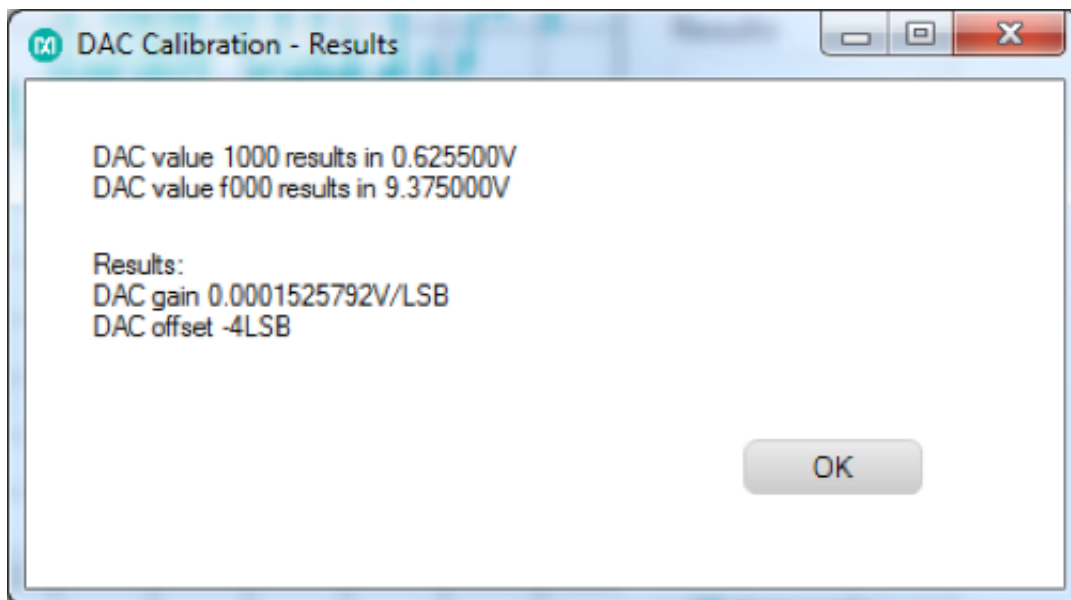 DAC Calibration - Results
DAC value 1000 results in 0.625500V
DAC value f000 results in 9.375000V
Results:
DAC gain 0.0001525792V/LSB
DAC offset -4LSB
OK